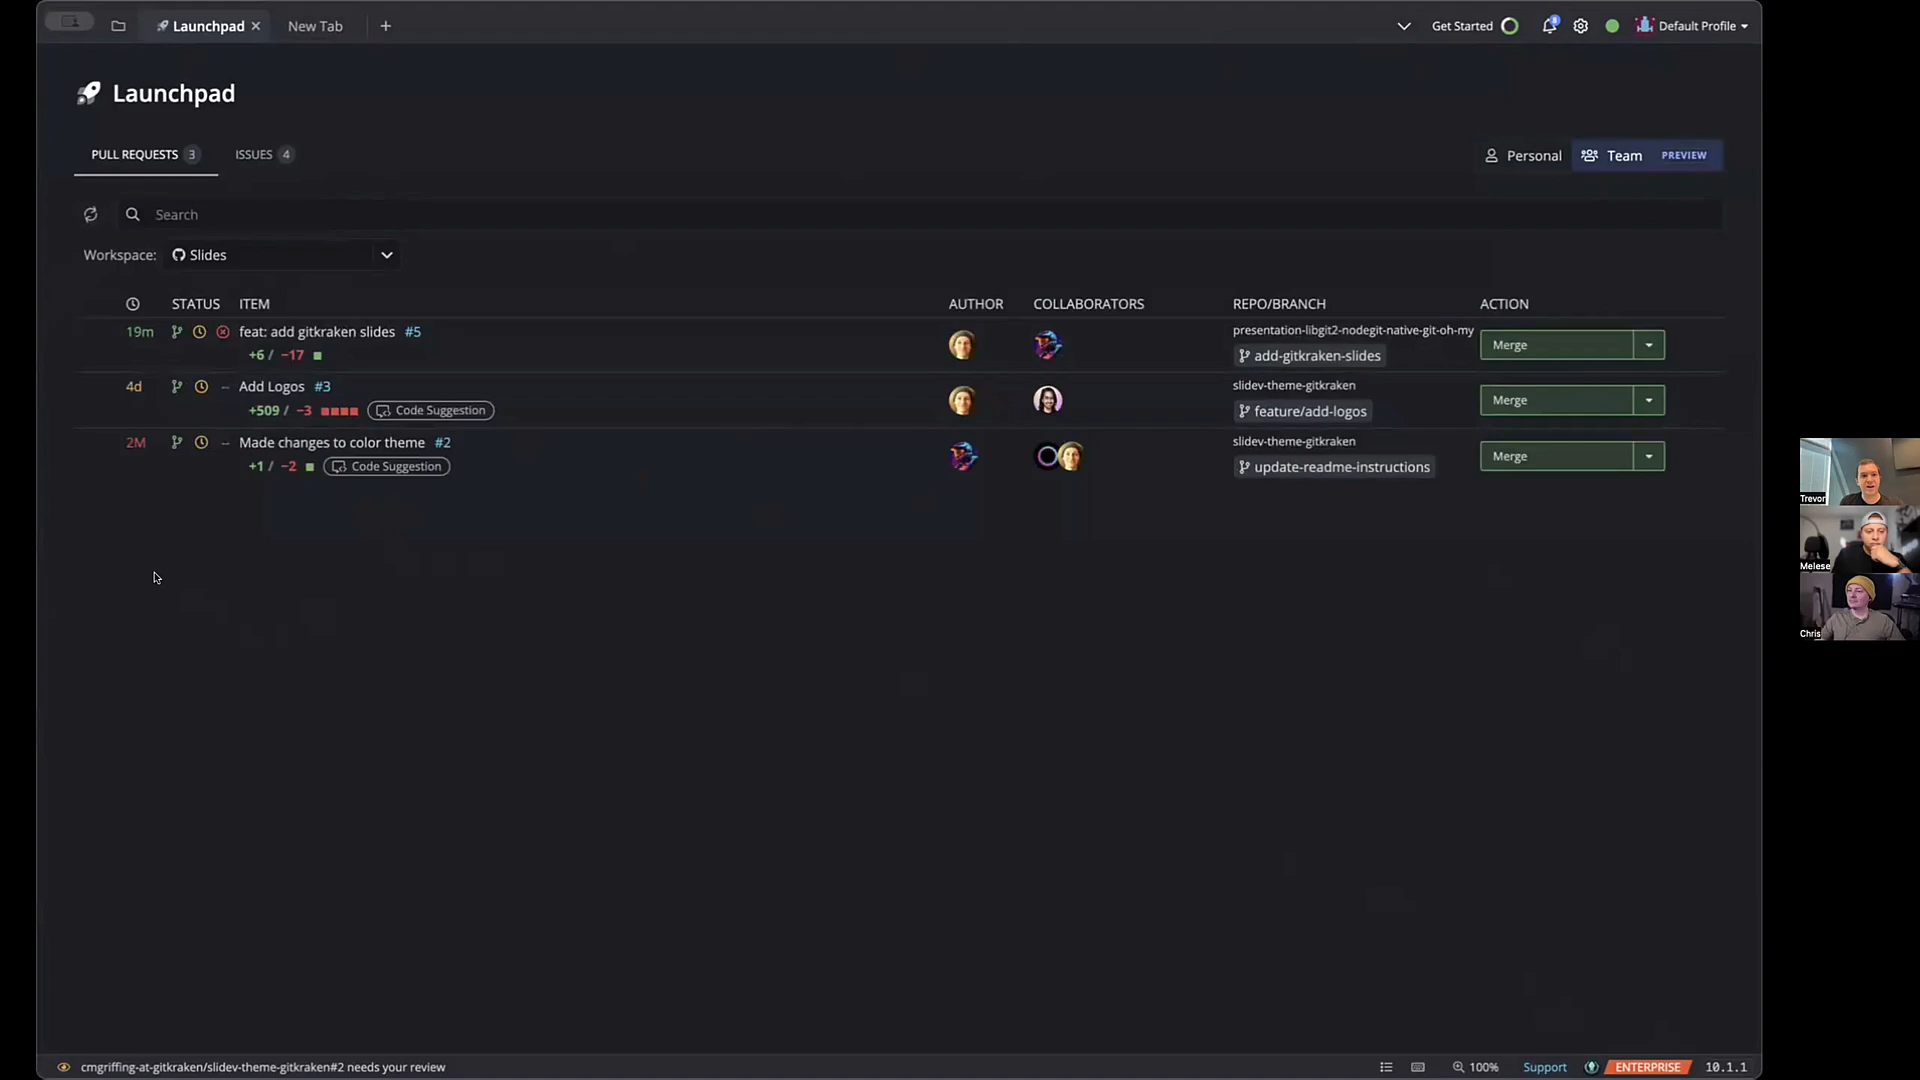 Launchpad
New Tab
Get Started
8
Default Profile
Launchpad
PULL REQUESTS 3
ISSUES 4
Personal
Team PREVIEW
Search
Workspace: Slides
STATUS ITEM AUTHOR COLLABORATORS REPO/BRANCH ACTION
19m feat: add gitkraken slides #5 presentation-libgit2-nodegit-native-git-oh-my Merge
+6 / −17 add-gitkraken-slides
4d Add Logos #3 slidev-theme-gitkraken Merge
+509 / −3 Code Suggestion feature/add-logos
2M Made changes to color theme #2 slidev-theme-gitkraken Merge
+1 / −2 Code Suggestion update-readme-instructions
Trevor
Melese
Chris
cmgriffing-at-gitkraken/slidev-theme-gitkraken#2 needs your review
100% Support ENTERPRISE 10.1.1